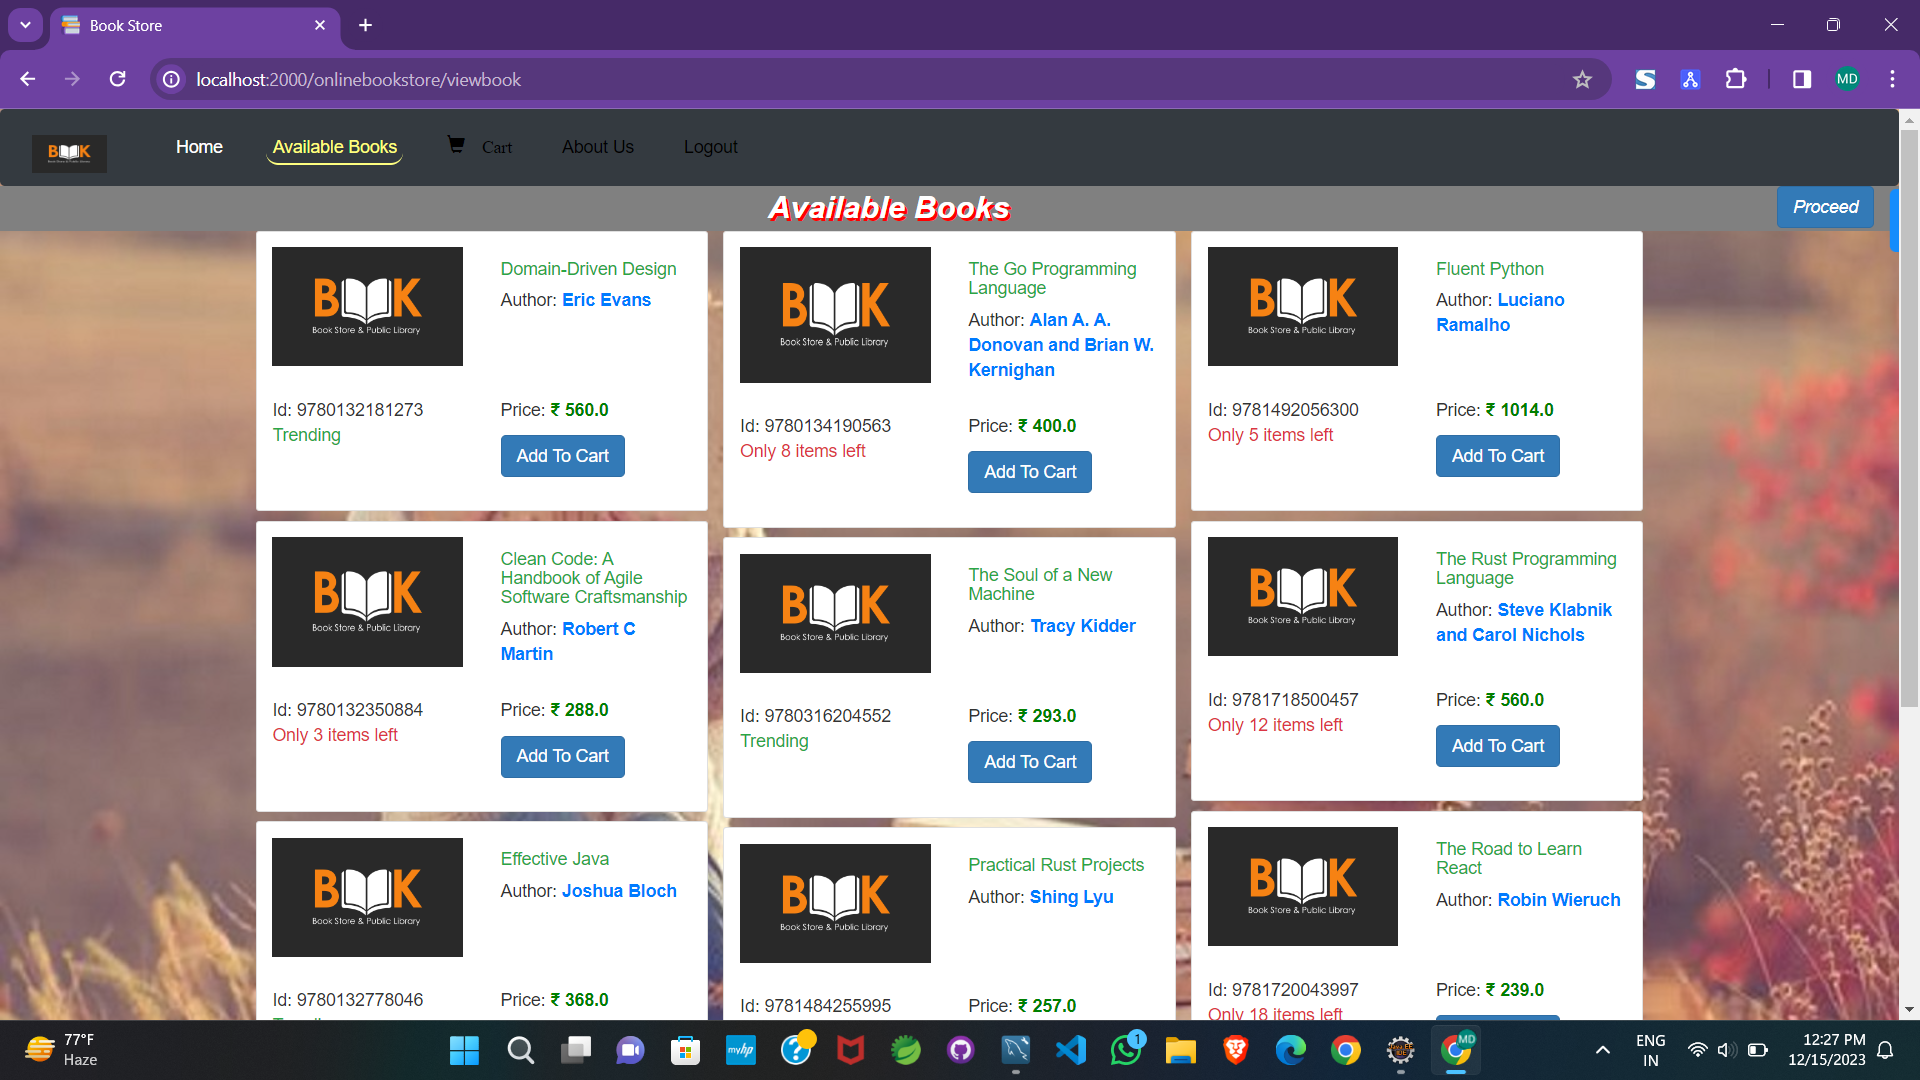 Book Store
localhost:2000/onlinebookstore/viewbook
MD
BOOK
Home
Available Books
Cart
About Us
Logout
Available Books
Proceed
BOOK
Book Store & Public Library
Domain-Driven Design
Author: Eric Evans
Id: 9780132181273
Trending
Price: ₹ 560.0
Add To Cart
BOOK
Book Store & Public Library
The Go Programming
Language
Author: Alan A. A.
Donovan and Brian W.
Kernighan
Id: 9780134190563
Only 8 items left
Price: ₹ 400.0
Add To Cart
BOOK
Book Store & Public Library
Fluent Python
Author: Luciano
Ramalho
Id: 9781492056300
Only 5 items left
Price: ₹ 1014.0
Add To Cart
BOOK
Book Store & Public Library
Clean Code: A
Handbook of Agile
Software Craftsmanship
Author: Robert C
Martin
Id: 9780132350884
Only 3 items left
Price: ₹ 288.0
Add To Cart
BOOK
Book Store & Public Library
The Soul of a New
Machine
Author: Tracy Kidder
Id: 9780316204552
Trending
Price: ₹ 293.0
Add To Cart
BOOK
Book Store & Public Library
The Rust Programming
Language
Author: Steve Klabnik
and Carol Nichols
Id: 9781718500457
Only 12 items left
Price: ₹ 560.0
Add To Cart
BOOK
Book Store & Public Library
Effective Java
Author: Joshua Bloch
Id: 9780132778046
Price: ₹ 368.0
BOOK
Book Store & Public Library
Practical Rust Projects
Author: Shing Lyu
Id: 9781484255995
Price: ₹ 257.0
BOOK
Book Store & Public Library
The Road to Learn
React
Author: Robin Wieruch
Id: 9781720043997
Only 18 items left
Price: ₹ 239.0
77°F
Haze
myhp
1
MD
ENG
IN
12:27 PM
12/15/2023